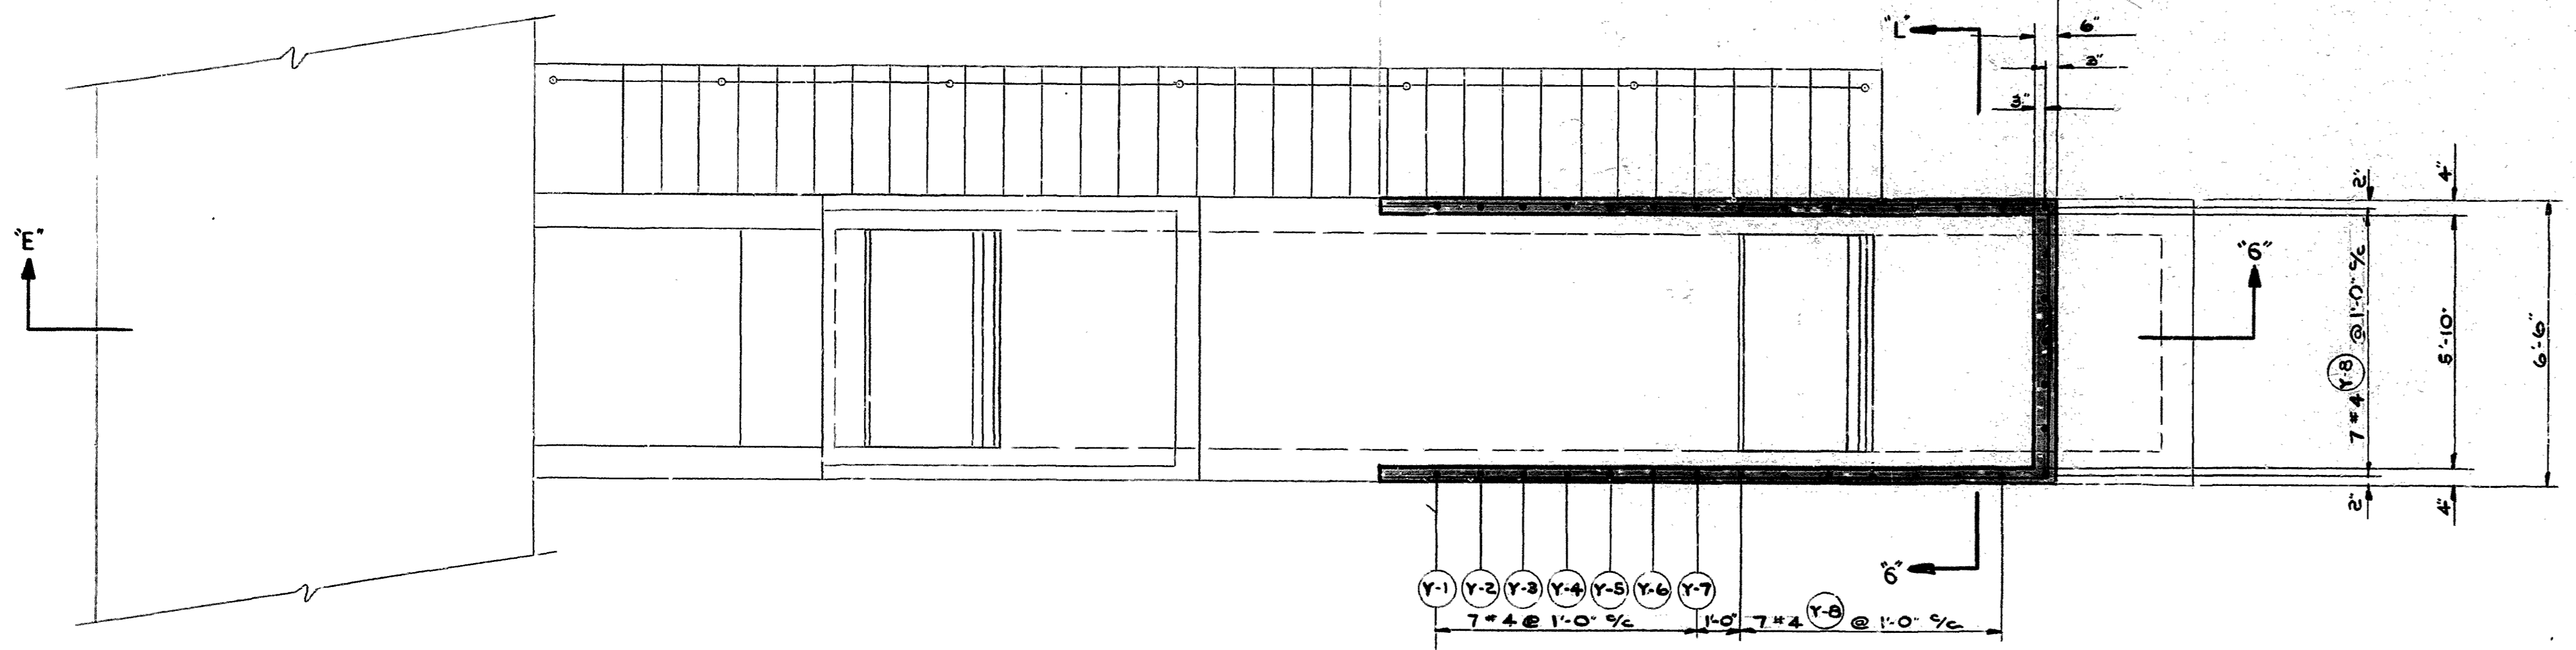 "L"
6"
3"
3"
2"
4"
"E"
"6"
7 #4 Y-8 @ 1'-0" c/c
5'-10"
6'-6"
2"
4"
"6"
Y-1 Y-2 Y-3 Y-4 Y-5 Y-6 Y-7
7 #4 @ 1'-0" c/c 1'-0" 7 #4 Y-8 @ 1'-0" c/c